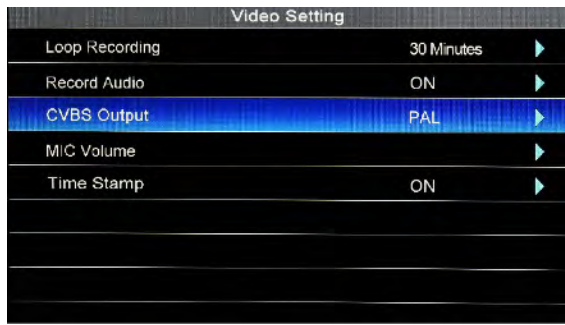 Video Setting
Loop Recording 30 Minutes
Record Audio ON
CVBS Output PAL
MIC Volume
Time Stamp ON